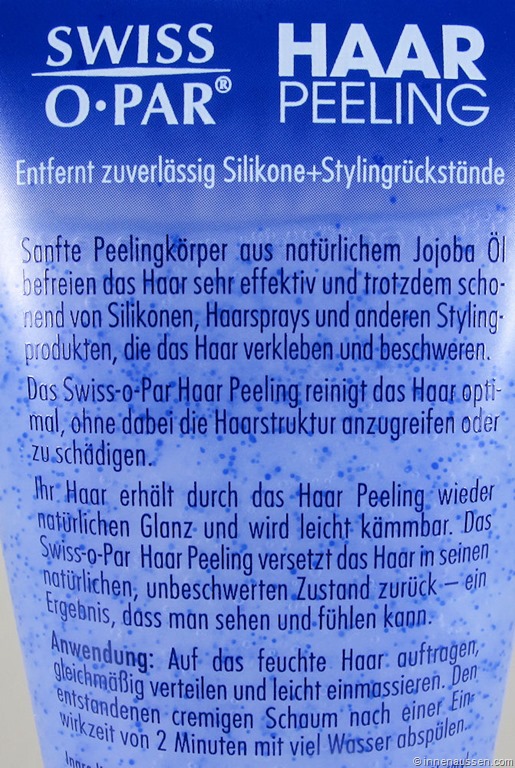 SWISS
O·PAR®
HAAR
PEELING
Entfernt zuverlässig Silikone+Stylingrückstände
Sanfte Peelingkörper aus natürlichem Jojoba Öl
befreien das Haar sehr effektiv und trotzdem scho-
nend von Silikonen, Haarsprays und anderen Styling-
produkten, die das Haar verkleben und beschweren.
Das Swiss-o-Par Haar Peeling reinigt das Haar opti-
mal, ohne dabei die Haarstruktur anzugreifen oder
zu schädigen.
Ihr Haar erhält durch das Haar Peeling wieder
natürlichen Glanz und wird leicht kämmbar. Das
Swiss-o-Par Haar Peeling versetzt das Haar in seinen
natürlichen, unbeschwerten Zustand zurück – ein
Ergebnis, dass man sehen und fühlen kann.
Anwendung: Auf das feuchte Haar auftragen,
gleichmäßig verteilen und leicht einmassieren. Den
entstandenen cremigen Schaum nach einer Ein-
wirkzeit von 2 Minuten mit viel Wasser abspülen.
© innenaussen.com